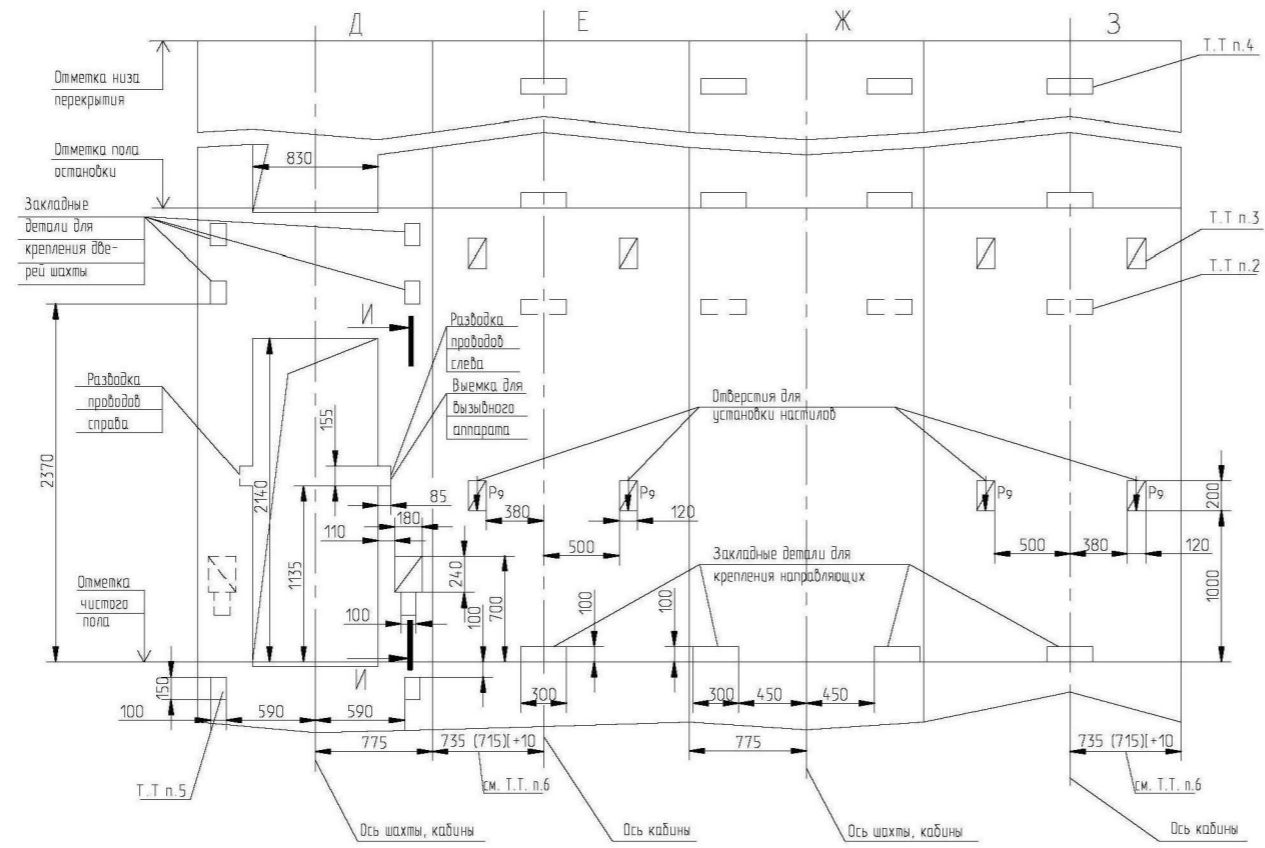 Д
Е
Ж
З
Т.Т п.4
Отметка низа
перекрытия
Отметка пола
остановки
830
Закладные
детали для
крепления две-
рей шахты
Т.Т п.3
Т.Т п.2
И
Разводка
проводов
слева
Выемка для
вызывного
аппарата
Разводка
проводов
справа
Отверстия для
установки настилов
155
2370
2140
85
180
110
1135
240
700
100
100
P9
P9
P9
P9
380
120
500
500
380
120
200
1000
Закладные детали для
крепления направляющих
100
100
Отметка
чистого
пола
И
150
100
590
590
300
300
450
450
775
735 (715)[+10
775
735 (715)[+10
Т.Т п.5
см. Т.Т. п.6
см. Т.Т. п.6
Ось шахты, кабины
Ось кабины
Ось шахты, кабины
Ось кабины